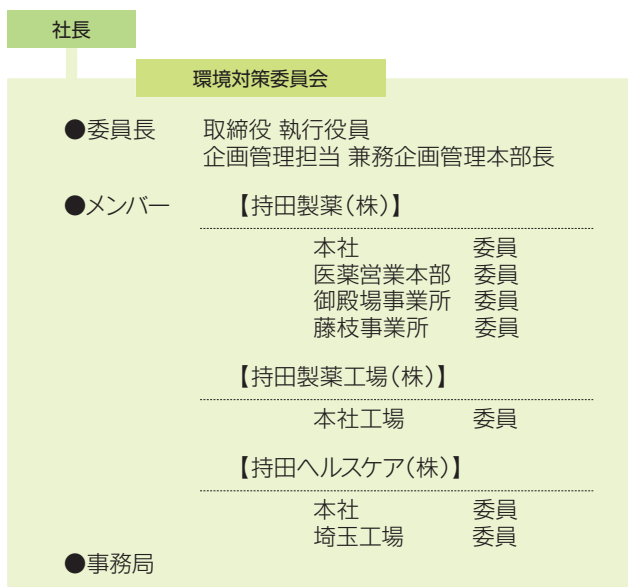 社長
環境対策委員会
●委員長 取締役 執行役員
企画管理担当 兼務企画管理本部長
●メンバー 【持田製薬(株)】
本社 委員
医薬営業本部 委員
御殿場事業所 委員
藤枝事業所 委員
【持田製薬工場(株)】
本社工場 委員
【持田ヘルスケア(株)】
本社 委員
埼玉工場 委員
●事務局